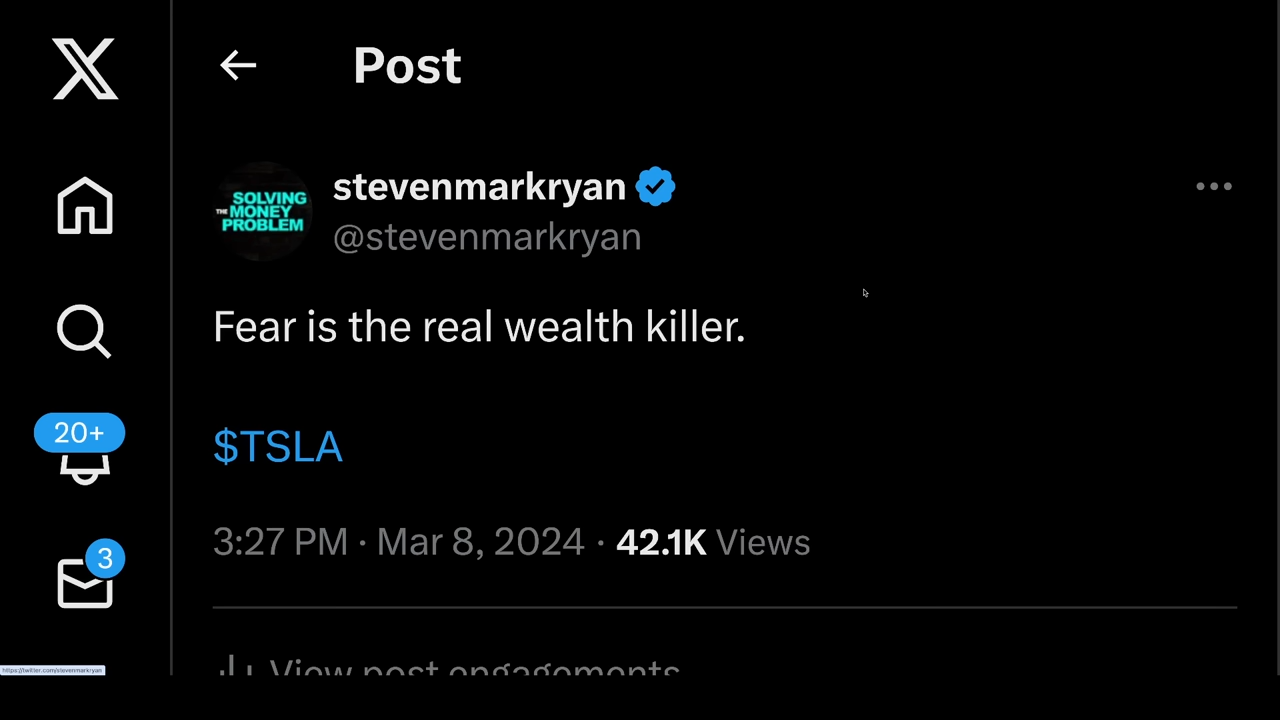 Post
SOLVING
THE MONEY
PROBLEM
stevenmarkryan
@stevenmarkryan
Fear is the real wealth killer.
20+
$TSLA
3:27 PM · Mar 8, 2024 · 42.1K Views
3
View post engagements
https://twitter.com/stevenmarkryan